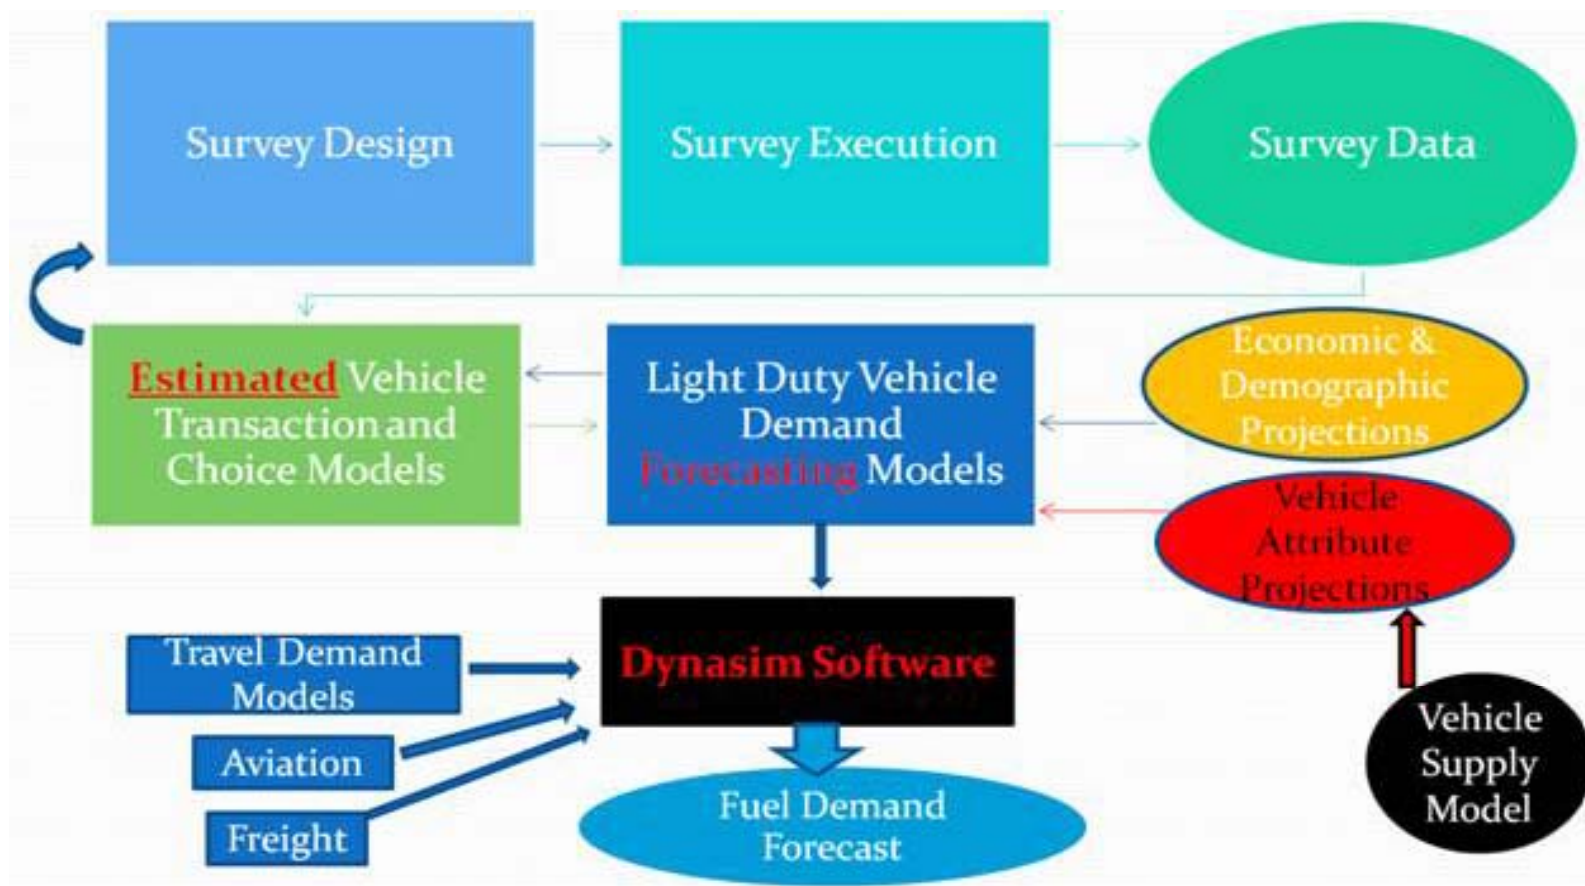 Survey Design
Survey Execution
Survey Data
Estimated Vehicle
Transaction and
Choice Models
Light Duty Vehicle
Demand
Forecasting Models
Economic &
Demographic
Projections
Vehicle
Attribute
Projections
Travel Demand
Models
Aviation
Freight
Dynasim Software
Fuel Demand
Forecast
Vehicle
Supply
Model